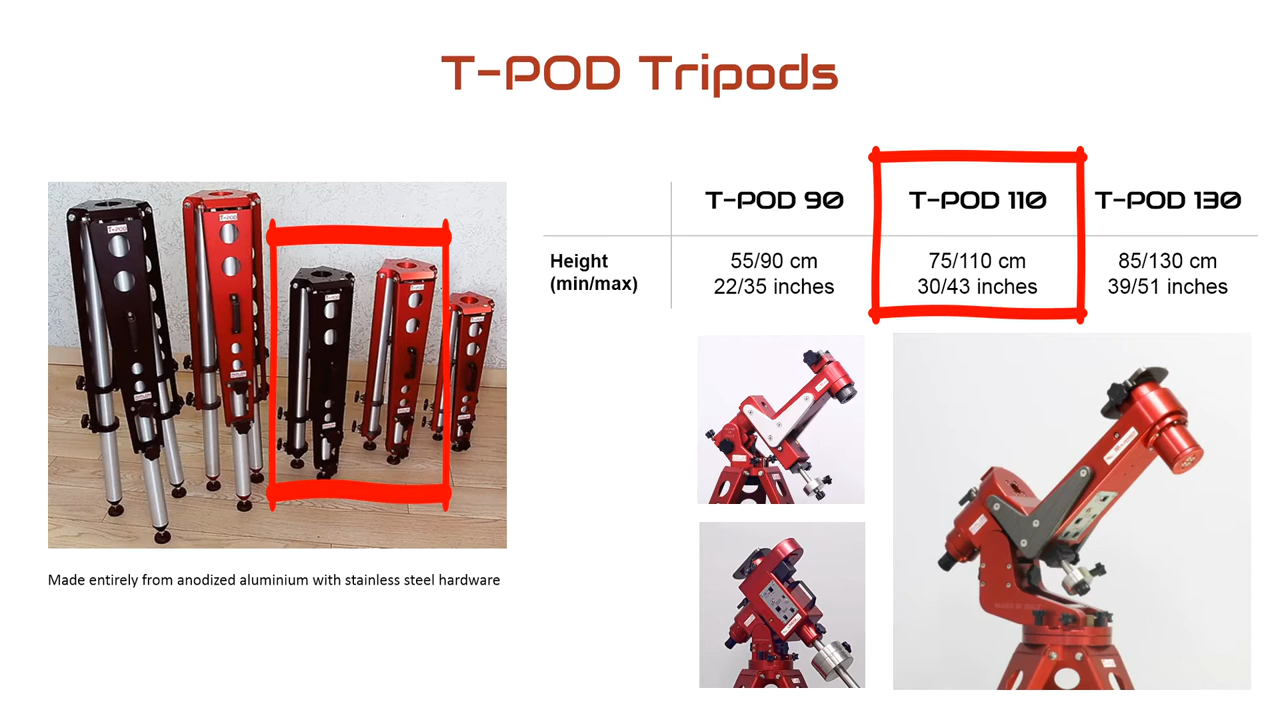 T-POD Tripods
T-POD 90
T-POD 110
T-POD 130
Height
(min/max)
55/90 cm
22/35 inches
75/110 cm
30/43 inches
85/130 cm
39/51 inches
T-POD
T-POD
Made entirely from anodized aluminium with stainless steel hardware